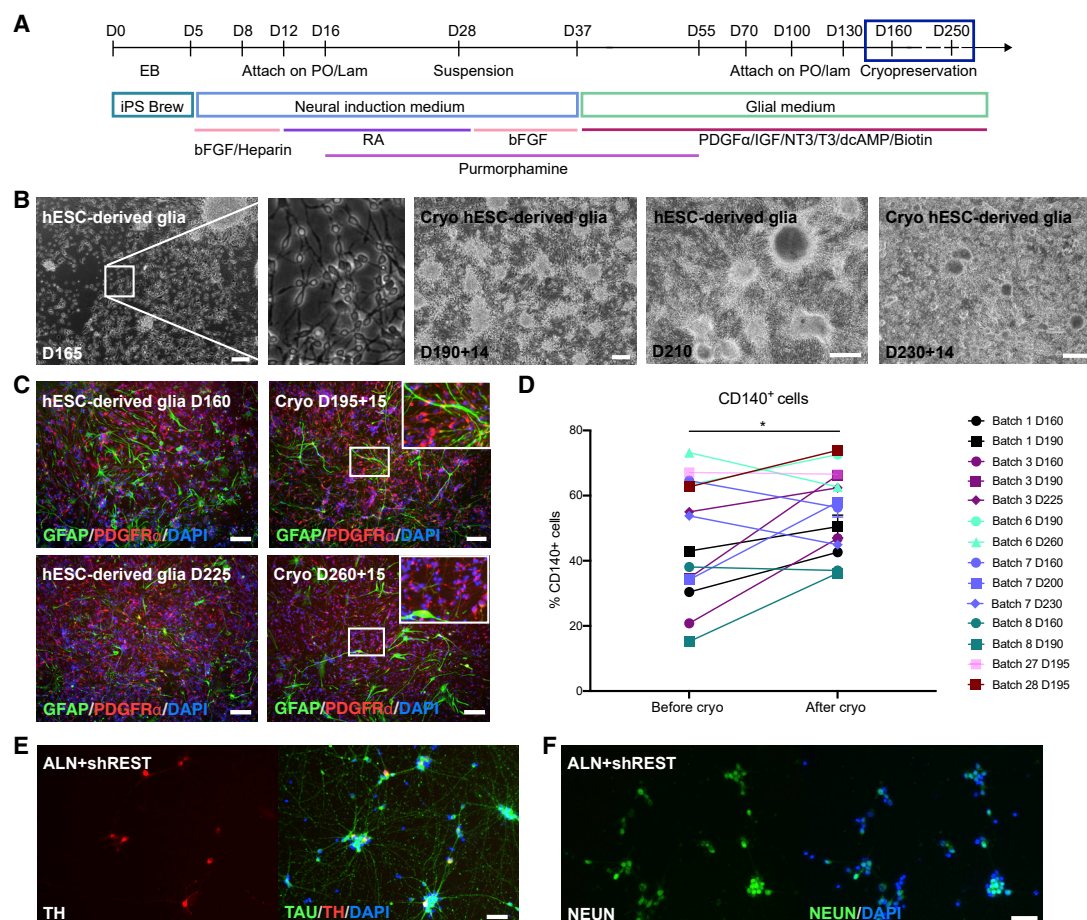 A
D0 D5 D8 D12 D16 D28 D37 D55 D70 D100 D130 D160 D250
EB Attach on PO/Lam Suspension Attach on PO/lam Cryopreservation
iPS Brew Neural induction medium Glial medium
bFGF/Heparin RA bFGF PDGFα/IGF/NT3/T3/dcAMP/Biotin
Purmorphamine
B
hESC-derived glia Cryo hESC-derived glia hESC-derived glia Cryo hESC-derived glia
D165 D190+14 D210 D230+14
C
hESC-derived glia D160 Cryo D195+15
GFAP/PDGFRα/DAPI GFAP/PDGFRα/DAPI
hESC-derived glia D225 Cryo D260+15
GFAP/PDGFRα/DAPI GFAP/PDGFRα/DAPI
D
CD140+ cells
*
% CD140+ cells
80
60
40
20
0
Before cryo After cryo
Batch 1 D160
Batch 1 D190
Batch 3 D160
Batch 3 D190
Batch 3 D225
Batch 6 D190
Batch 6 D260
Batch 7 D160
Batch 7 D200
Batch 7 D230
Batch 8 D160
Batch 8 D190
Batch 27 D195
Batch 28 D195
E
ALN+shREST
TH TAU/TH/DAPI
F
ALN+shREST
NEUN NEUN/DAPI